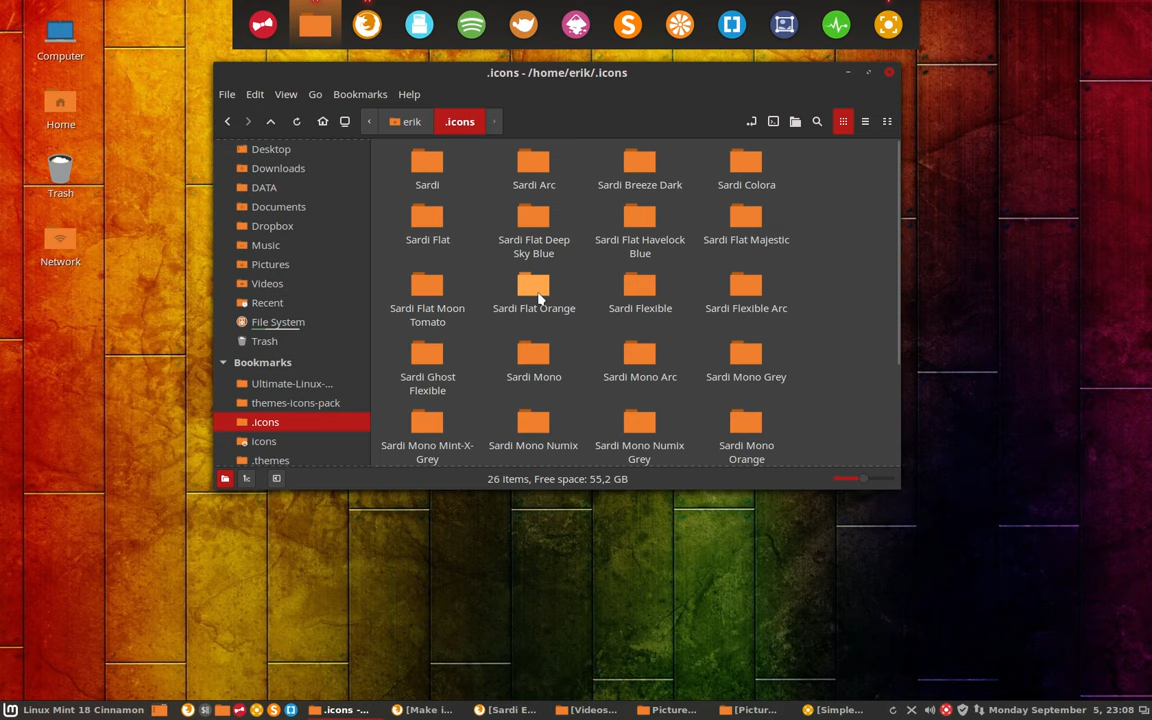 Computer
Home
Trash
Network
.icons - /home/erik/.icons
File Edit View Go Bookmarks Help
erik .icons
Desktop
Downloads
DATA
Documents
Dropbox
Music
Pictures
Videos
Recent
File System
Trash
Bookmarks
Ultimate-Linux-...
themes-icons-pack
.icons
icons
.themes
Sardi
Sardi Arc
Sardi Breeze Dark
Sardi Colora
Sardi Flat
Sardi Flat Deep
Sky Blue
Sardi Flat Havelock
Blue
Sardi Flat Majestic
Sardi Flat Moon
Tomato
Sardi Flat Orange
Sardi Flexible
Sardi Flexible Arc
Sardi Ghost
Flexible
Sardi Mono
Sardi Mono Arc
Sardi Mono Grey
Sardi Mono Mint-X-
Grey
Sardi Mono Numix
Sardi Mono Numix
Grey
Sardi Mono
Orange
26 items, Free space: 55,2 GB
Linux Mint 18 Cinnamon .icons -... [Make i... [Sardi E... [Videos... Picture... [Pictur... [Simple... Monday September 5, 23:08